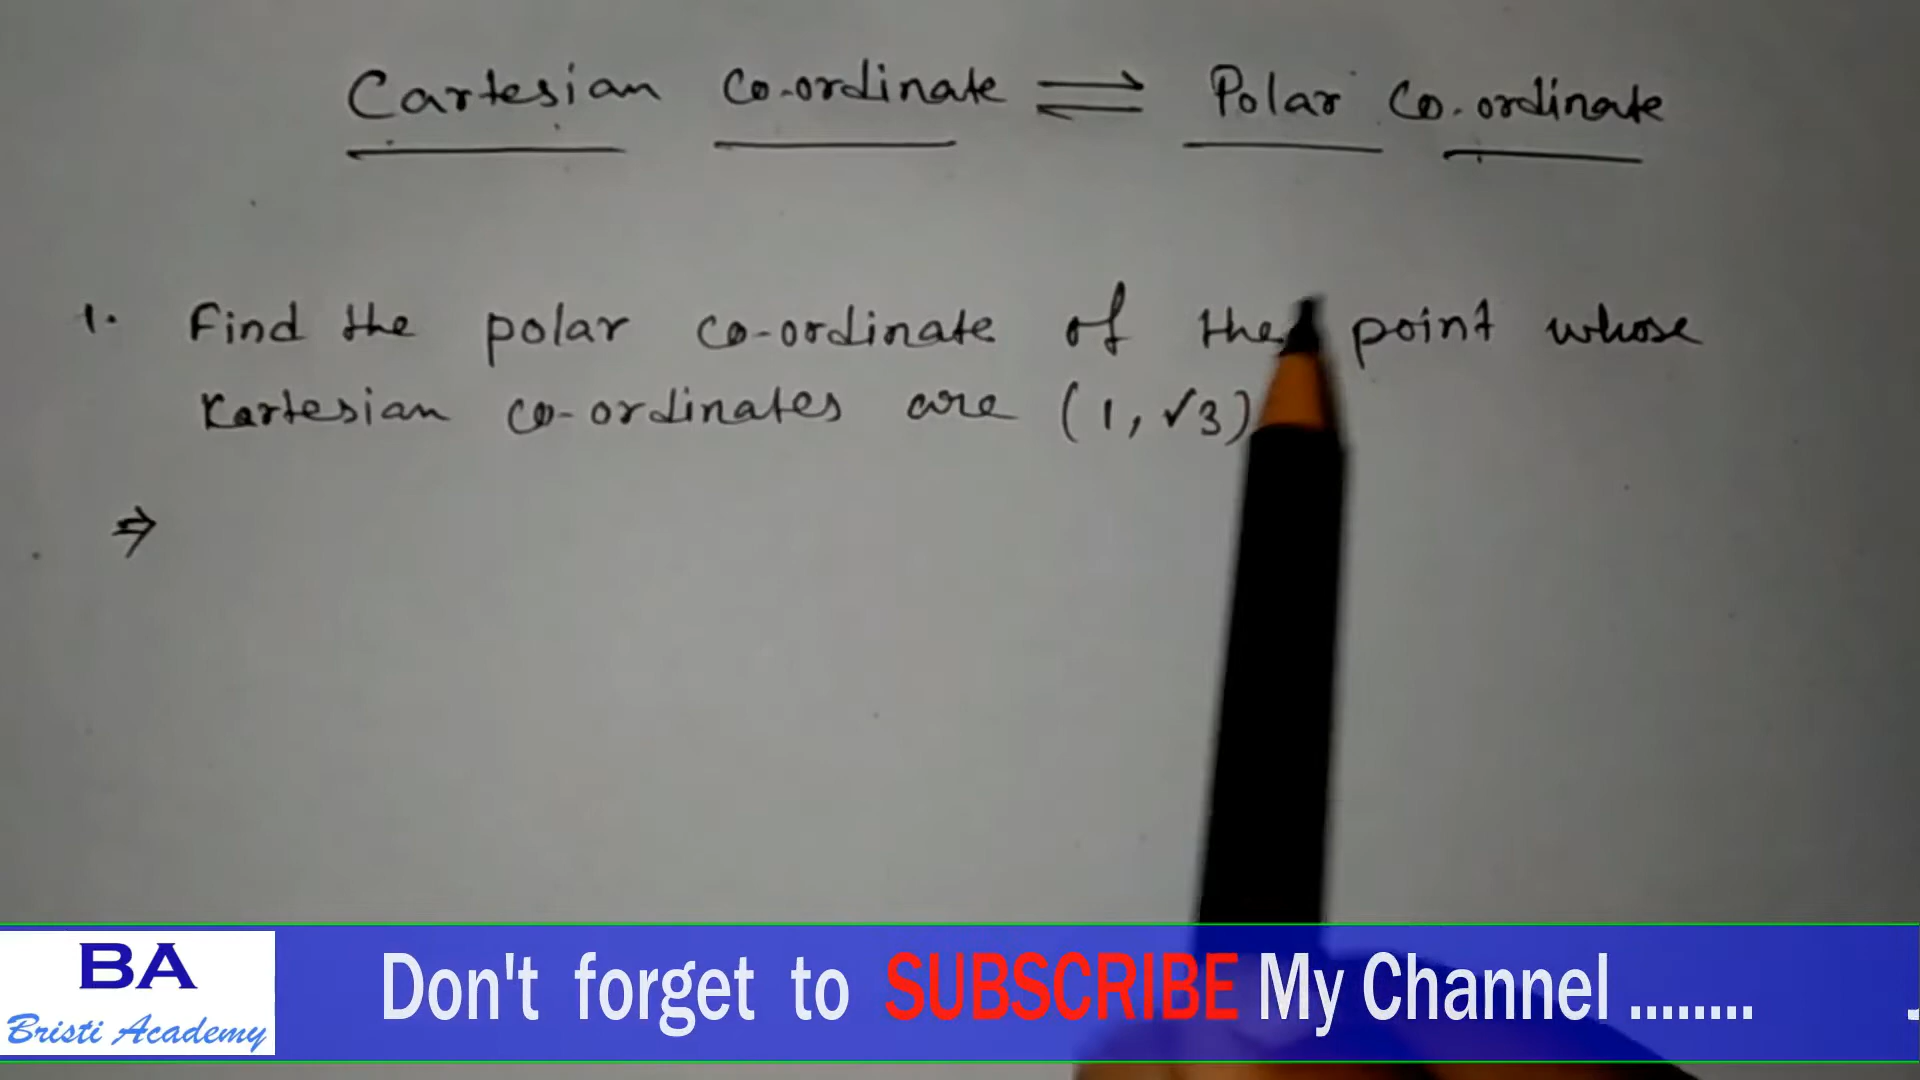 Cartesian Co-ordinate ⇌ Polar Co-ordinate
1. Find the polar co-ordinate of the point whose
Kartesian co-ordinates are (1, √3)
⇒
BA
Bristi Academy
Don't forget to SUBSCRIBE My Channel ........